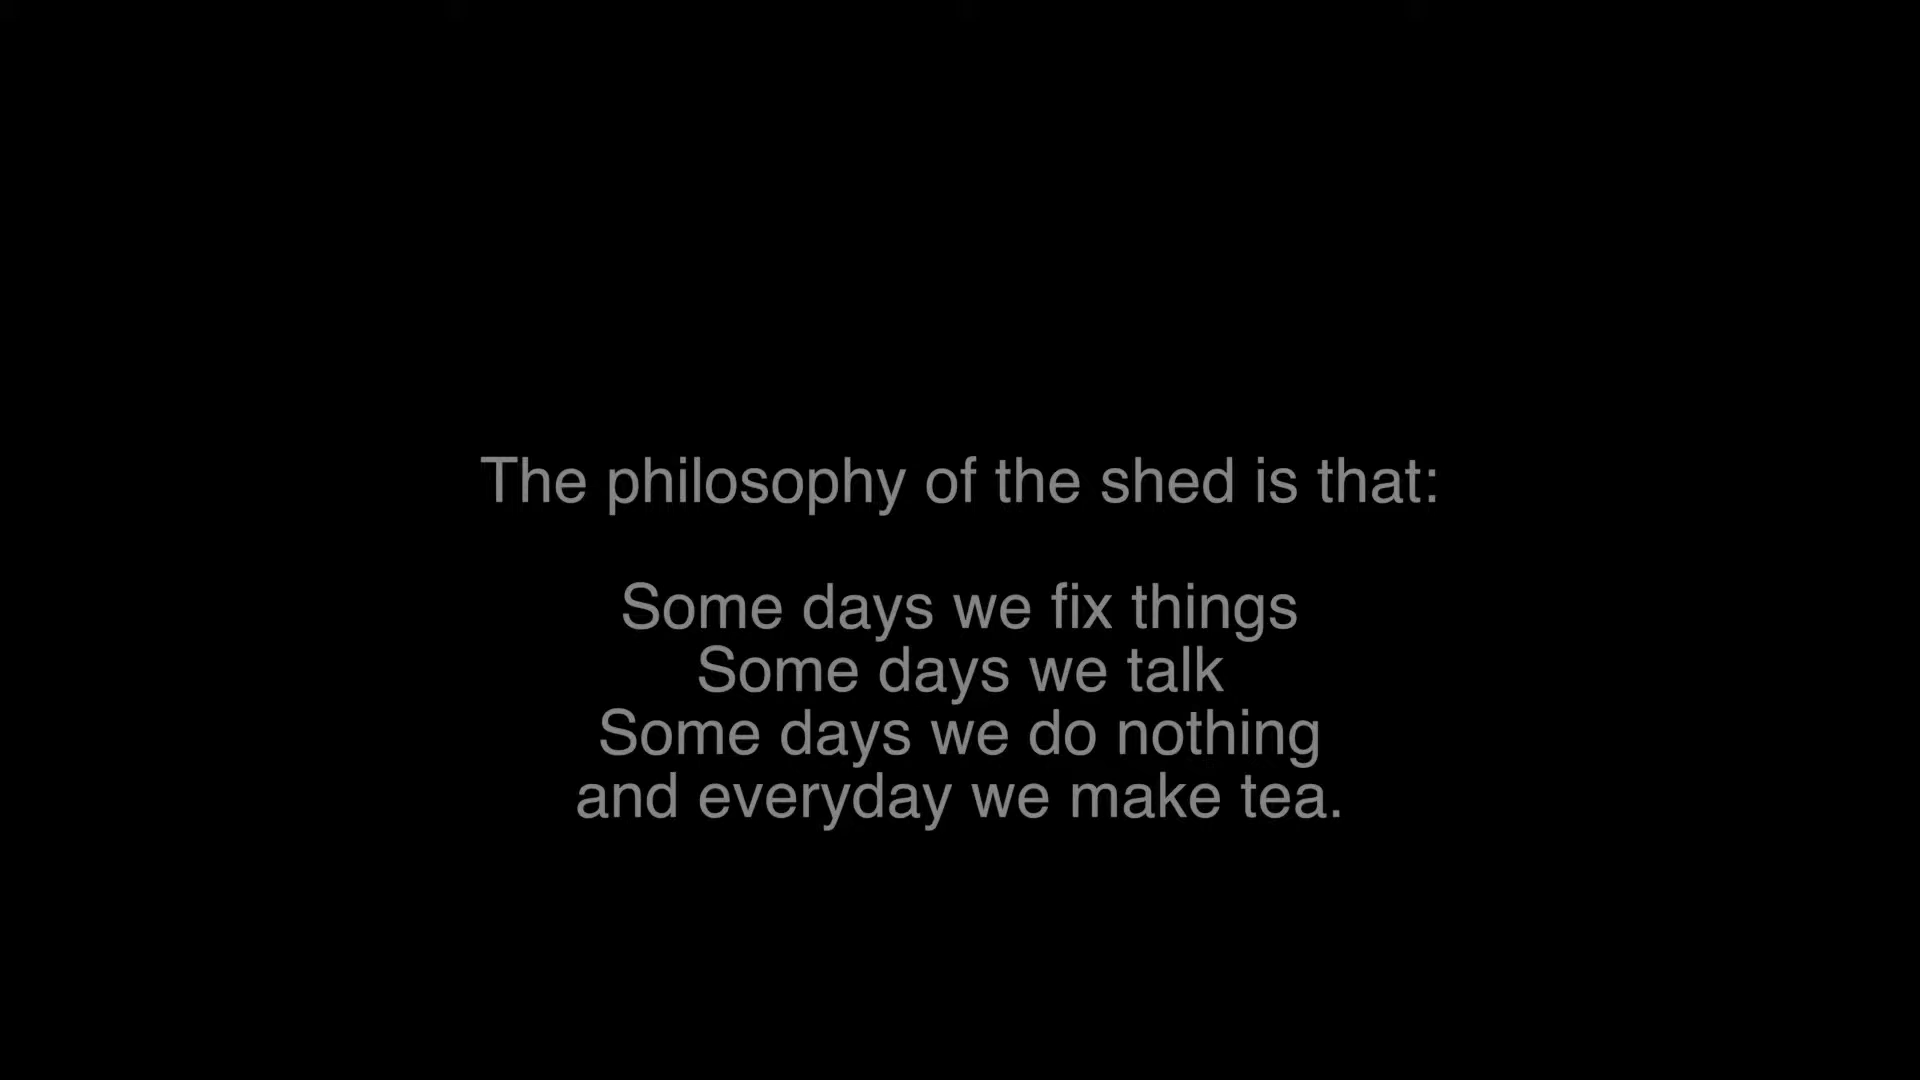 The philosophy of the shed is that:
Some days we fix things
Some days we talk
Some days we do nothing
and everyday we make tea.